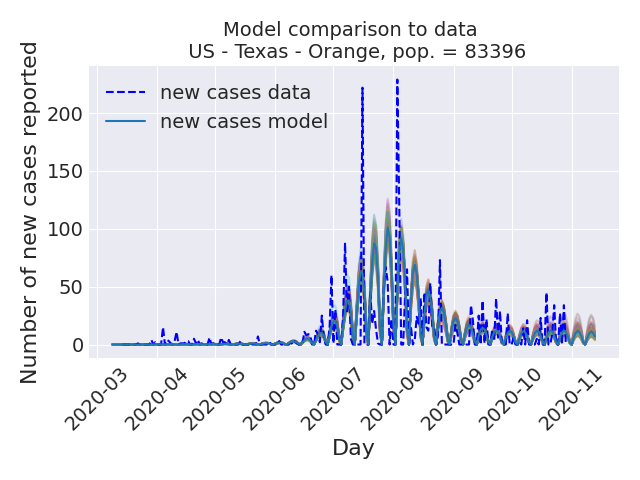 Model comparison to data
US - Texas - Orange, pop. = 83396
new cases data
new cases model
Number of new cases reported
200
150
100
50
0
2020-03
2020-04
2020-05
2020-06
2020-07
2020-08
2020-09
2020-10
2020-11
Day